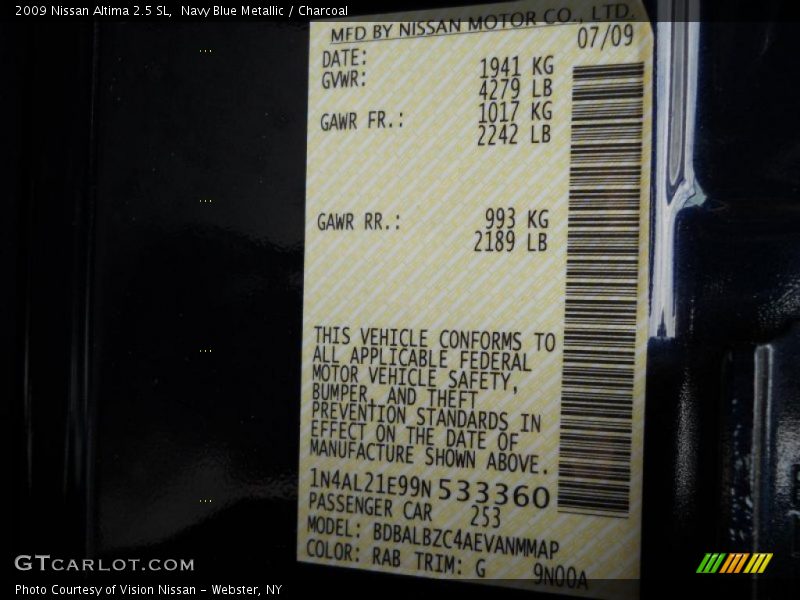 2009 Nissan Altima 2.5 SL,  Navy Blue Metallic / Charcoal
MFD BY NISSAN MOTOR CO., LTD.
DATE: 07/09
GVWR: 1941 KG
4279 LB
GAWR FR.: 1017 KG
2242 LB
GAWR RR.: 993 KG
2189 LB
THIS VEHICLE CONFORMS TO
ALL APPLICABLE FEDERAL
MOTOR VEHICLE SAFETY,
BUMPER, AND THEFT
PREVENTION STANDARDS IN
EFFECT ON THE DATE OF
MANUFACTURE SHOWN ABOVE.
1N4AL21E99N533360
PASSENGER CAR 253
MODEL: BDBALBZC4AEVANMMAP
COLOR: RAB TRIM: G 9N00A
GTCARLOT.COM
Photo Courtesy of Vision Nissan - Webster, NY